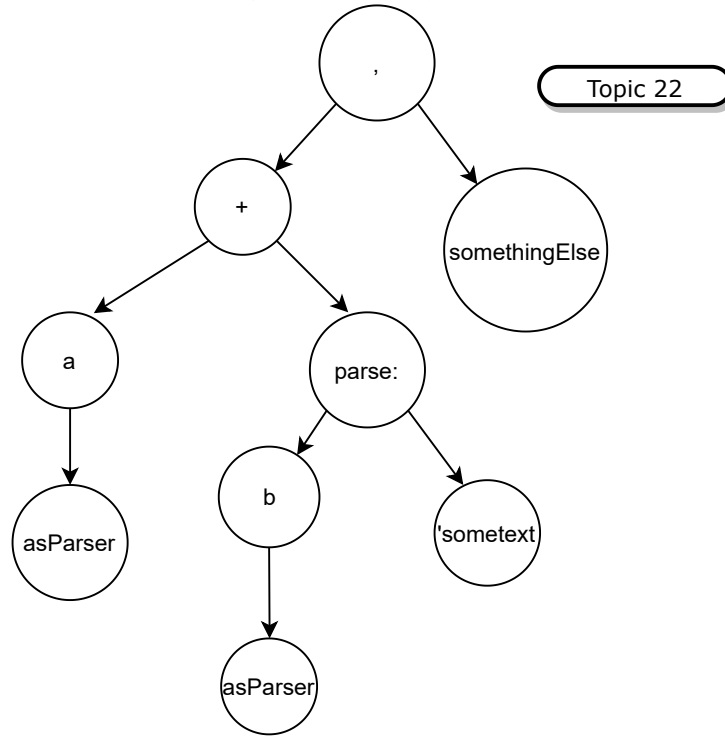 ,
Topic 22
+
somethingElse
a
parse:
b
'sometext
asParser
asParser